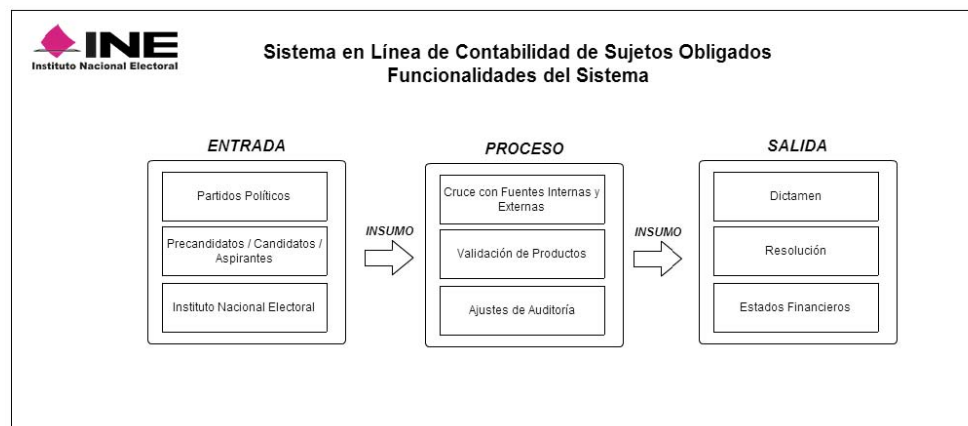 INE
Instituto Nacional Electoral
Sistema en Línea de Contabilidad de Sujetos Obligados
Funcionalidades del Sistema
ENTRADA
Partidos Políticos
Precandidatos / Candidatos /
Aspirantes
Instituto Nacional Electoral
INSUMO
PROCESO
Cruce con Fuentes Internas y
Externas
Validación de Productos
Ajustes de Auditoría
INSUMO
SALIDA
Dictamen
Resolución
Estados Financieros